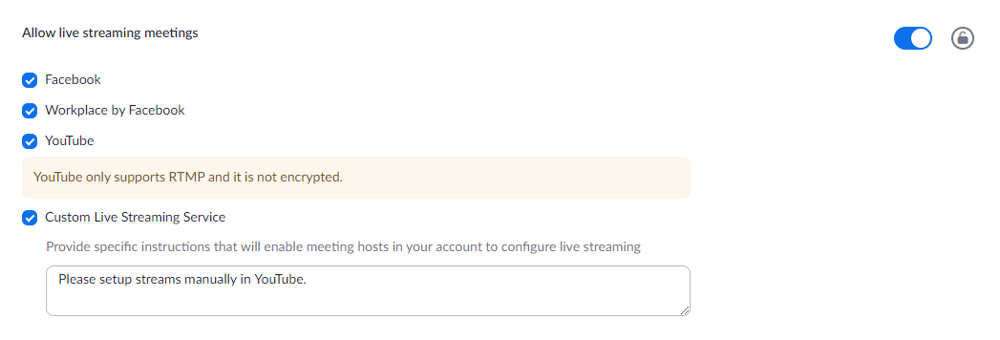 Allow live streaming meetings
Facebook
Workplace by Facebook
YouTube
YouTube only supports RTMP and it is not encrypted.
Custom Live Streaming Service
Provide specific instructions that will enable meeting hosts in your account to configure live streaming
Please setup streams manually in YouTube.